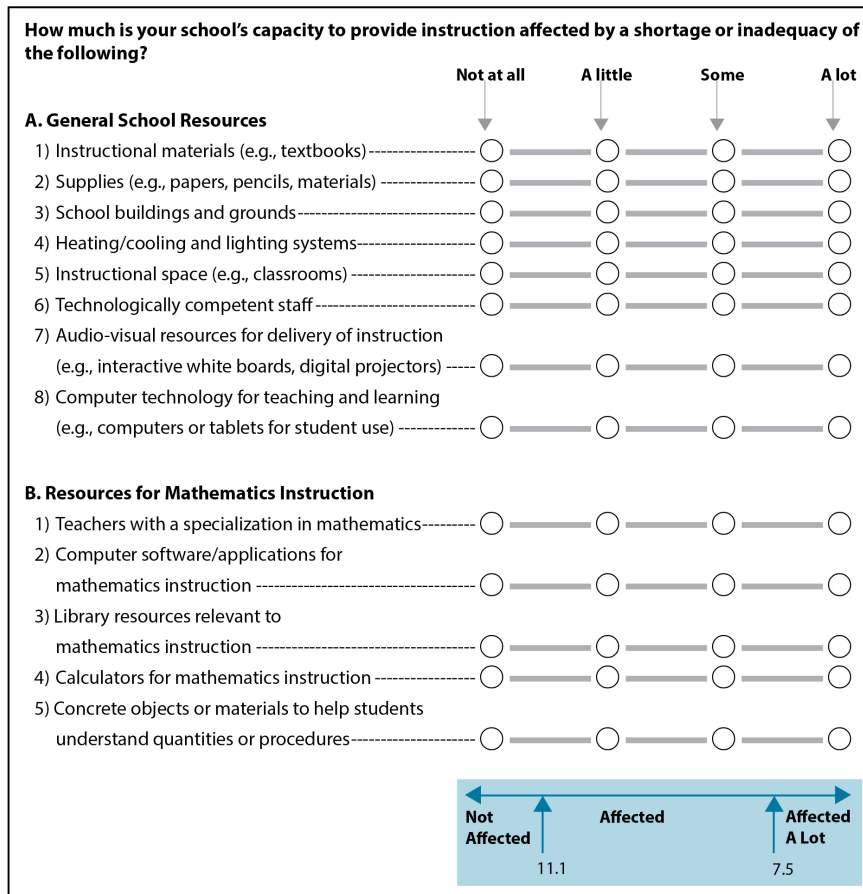 How much is your school's capacity to provide instruction affected by a shortage or inadequacy of
the following?
Not at all A little Some A lot
A. General School Resources
1) Instructional materials (e.g., textbooks)
2) Supplies (e.g., papers, pencils, materials)
3) School buildings and grounds
4) Heating/cooling and lighting systems
5) Instructional space (e.g., classrooms)
6) Technologically competent staff
7) Audio-visual resources for delivery of instruction
(e.g., interactive white boards, digital projectors)
8) Computer technology for teaching and learning
(e.g., computers or tablets for student use)
B. Resources for Mathematics Instruction
1) Teachers with a specialization in mathematics
2) Computer software/applications for
mathematics instruction
3) Library resources relevant to
mathematics instruction
4) Calculators for mathematics instruction
5) Concrete objects or materials to help students
understand quantities or procedures
Not Affected Affected
Affected A Lot
11.1 7.5